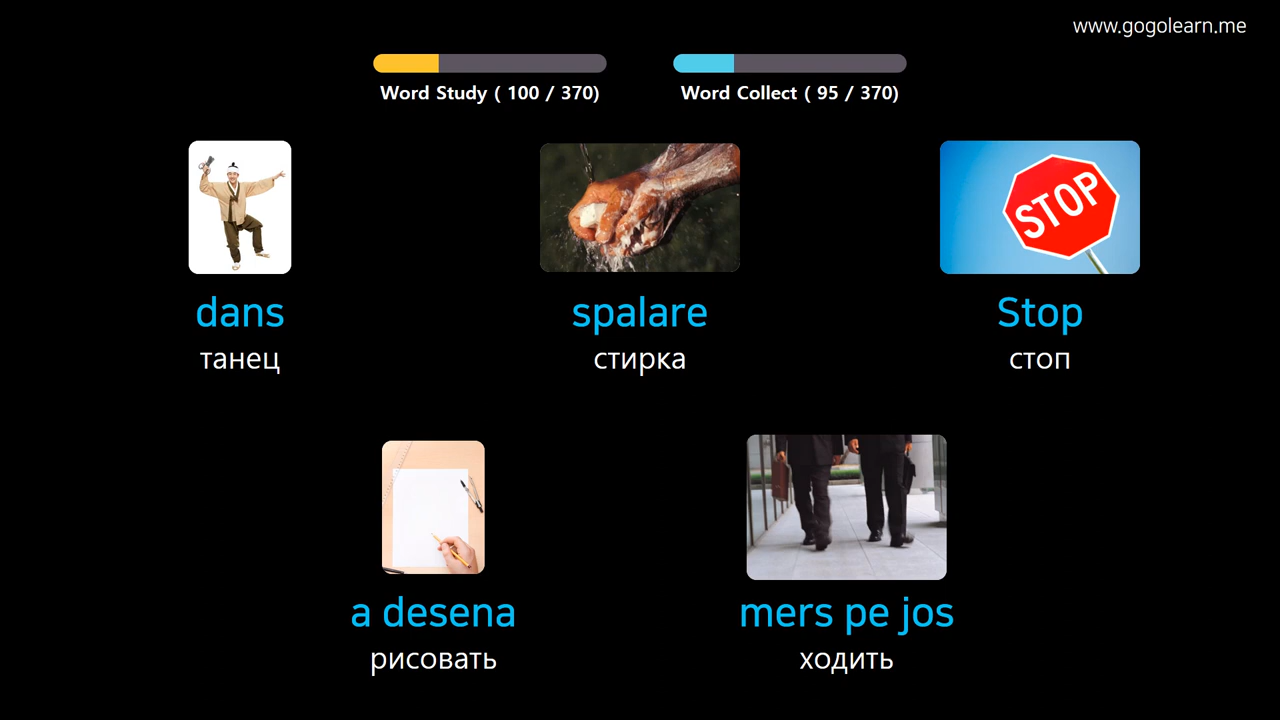 www.gogolearn.me
Word Study ( 100 / 370)
Word Collect ( 95 / 370)
STOP
dans
spalare
Stop
танец
стирка
стоп
a desena
mers pe jos
рисовать
ходить